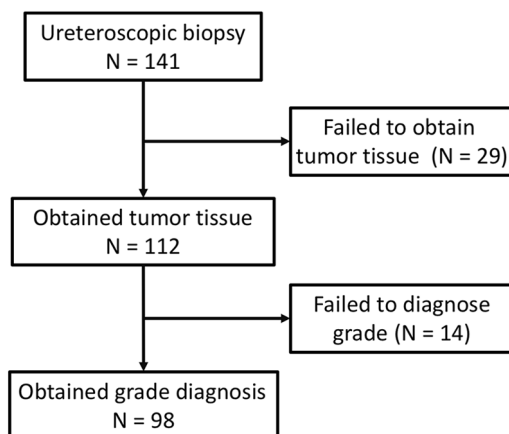 Ureteroscopic biopsy
N = 141
Failed to obtain
tumor tissue  (N = 29)
Obtained tumor tissue
N = 112
Failed to diagnose
grade (N = 14)
Obtained grade diagnosis
N = 98